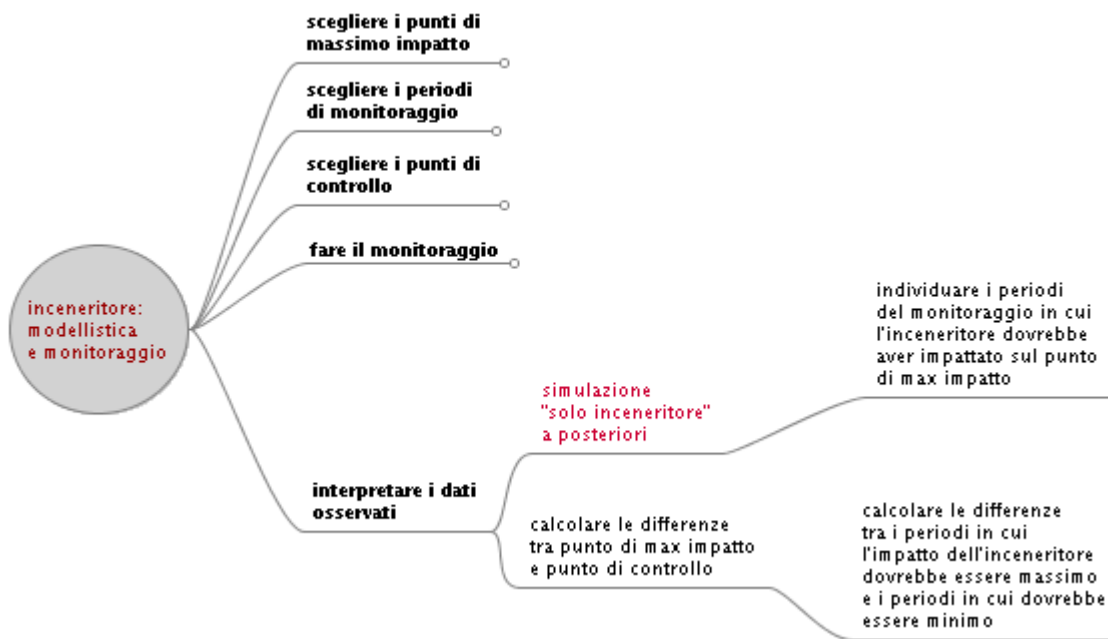 scegliere i punti di
massimo impatto
scegliere i periodi
di monitoraggio
scegliere i punti di
controllo
fare il monitoraggio
inceneritore:
modellistica
e monitoraggio
interpretare i dati
osservati
simulazione
"solo inceneritore"
a posteriori
individuare i periodi
del monitoraggio in cui
l'inceneritore dovrebbe
aver impattato sul punto
di max impatto
calcolare le differenze
tra punto di max impatto
e punto di controllo
calcolare le differenze
tra i periodi in cui
l'impatto dell'inceneritore
dovrebbe essere massimo
e i periodi in cui dovrebbe
essere minimo